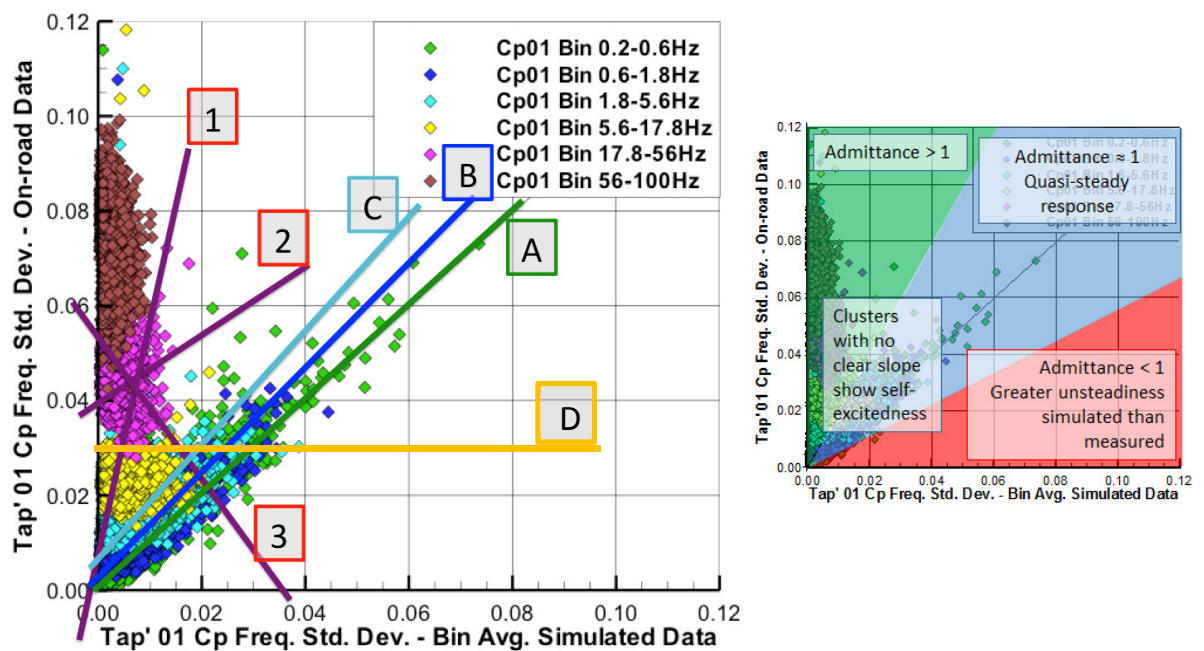 Tap' 01 Cp Freq. Std. Dev. - On-road Data
0.12
0.10
0.08
0.06
0.04
0.02
0.00
0.00 0.02 0.04 0.06 0.08 0.10 0.12
Tap' 01 Cp Freq. Std. Dev. - Bin Avg. Simulated Data
Cp01 Bin 0.2-0.6Hz
Cp01 Bin 0.6-1.8Hz
Cp01 Bin 1.8-5.6Hz
Cp01 Bin 5.6-17.8Hz
Cp01 Bin 17.8-56Hz
Cp01 Bin 56-100Hz
1
2
3
A
B
C
D
Tap' 01 Cp Freq. Std. Dev. - On-road Data
0.12
0.10
0.08
0.06
0.04
0.02
0.00
0.00 0.02 0.04 0.06 0.08 0.10 0.12
Tap' 01 Cp Freq. Std. Dev. - Bin Avg. Simulated Data
Admittance > 1
Admittance ≈ 1
Quasi-steady
response
Clusters
with no
clear slope
show self-
excitedness
Admittance < 1
Greater unsteadiness
simulated than
measured